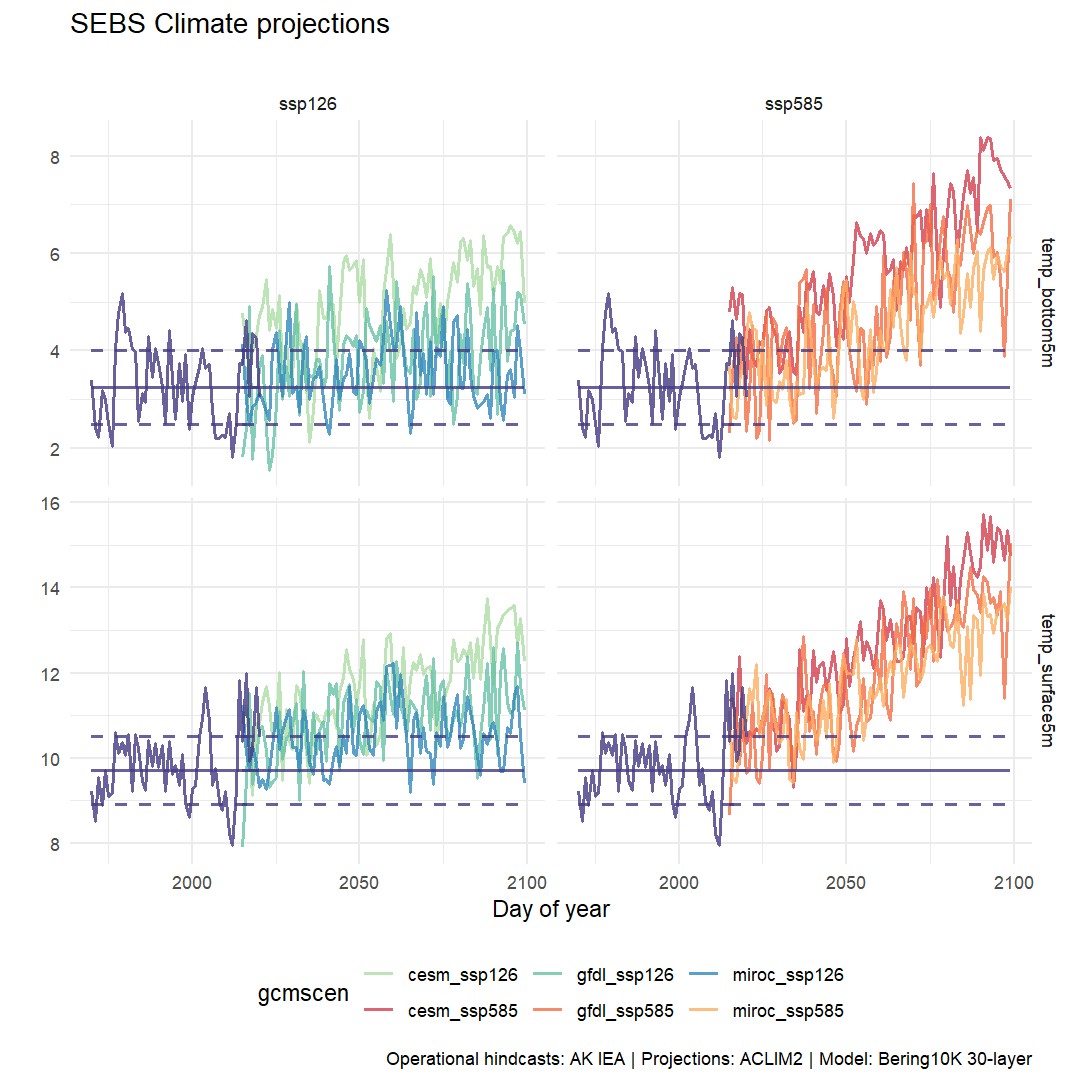 SEBS Climate projections
ssp126 ssp585
8
6
4
2
temp_bottom5m
16
14
12
10
8
temp_surface5m
2000 2050 2100 2000 2050 2100
Day of year
gcmscen
cesm_ssp126 gfdl_ssp126 miroc_ssp126
cesm_ssp585 gfdl_ssp585 miroc_ssp585
Operational hindcasts: AK IEA | Projections: ACLIM2 | Model: Bering10K 30-layer